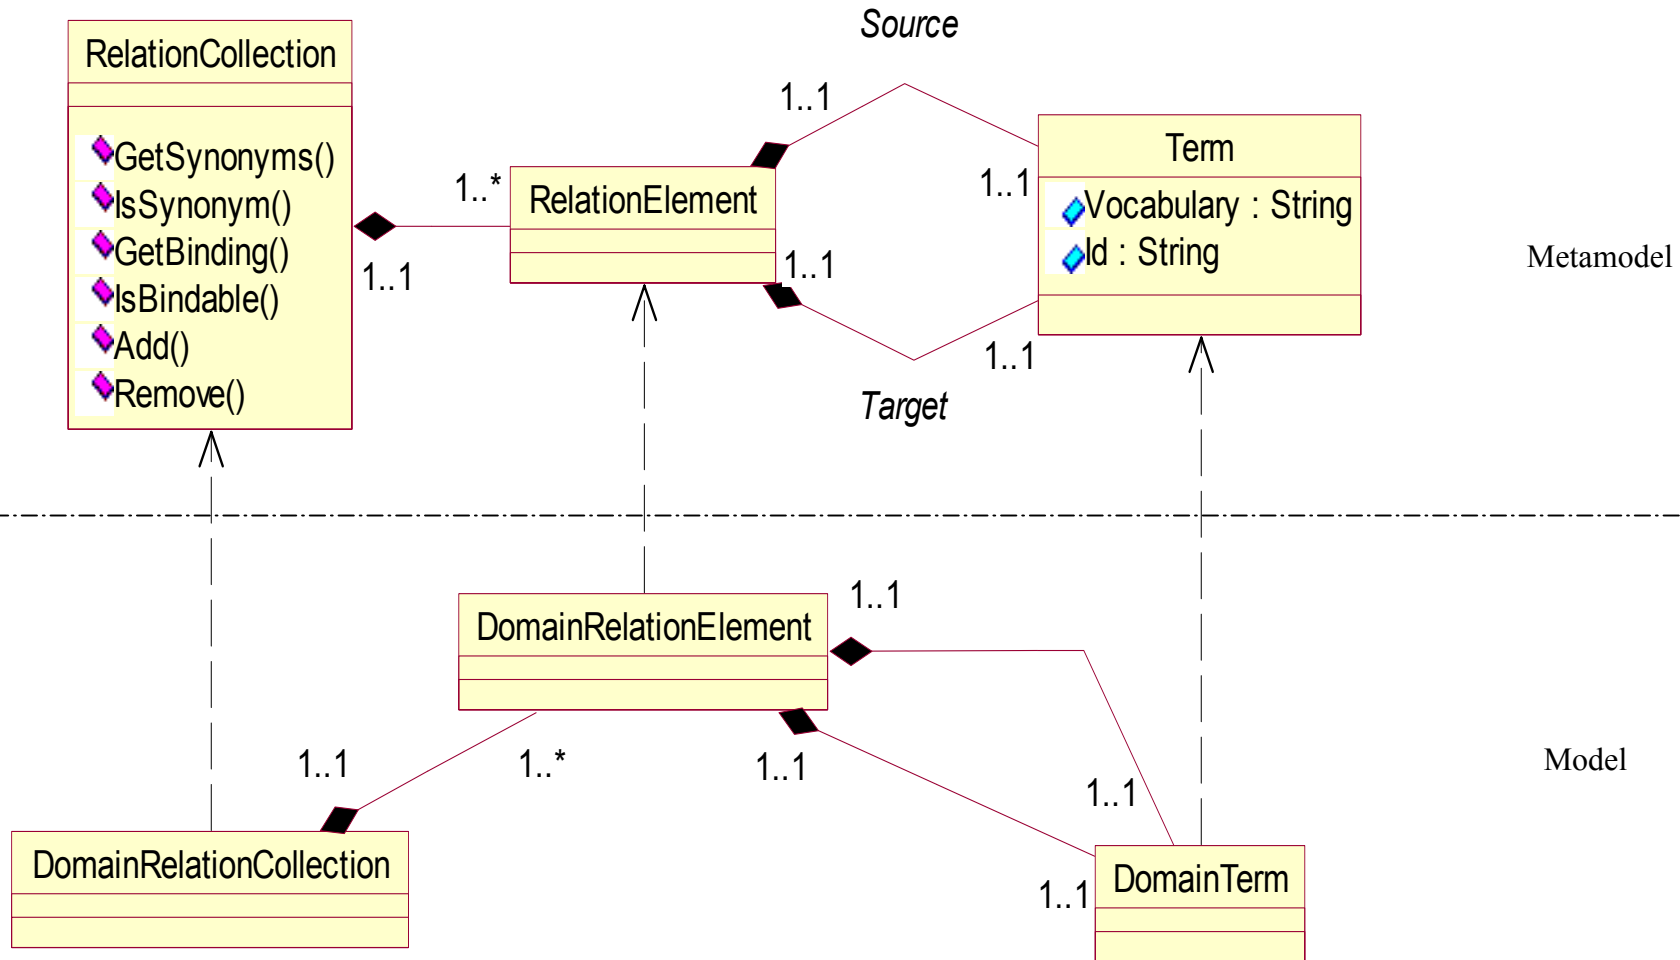 Source
RelationCollection
1..1
Term
GetSynonyms()
IsSynonym()
GetBinding()
IsBindable()
Add()
Remove()
1..*
1..1
RelationElement
1..1
1..1
Vocabulary : String
Id : String
Metamodel
1..1
Target
DomainRelationElement
1..1
1..1
1..*
1..1
1..1
Model
DomainRelationCollection
DomainTerm
1..1